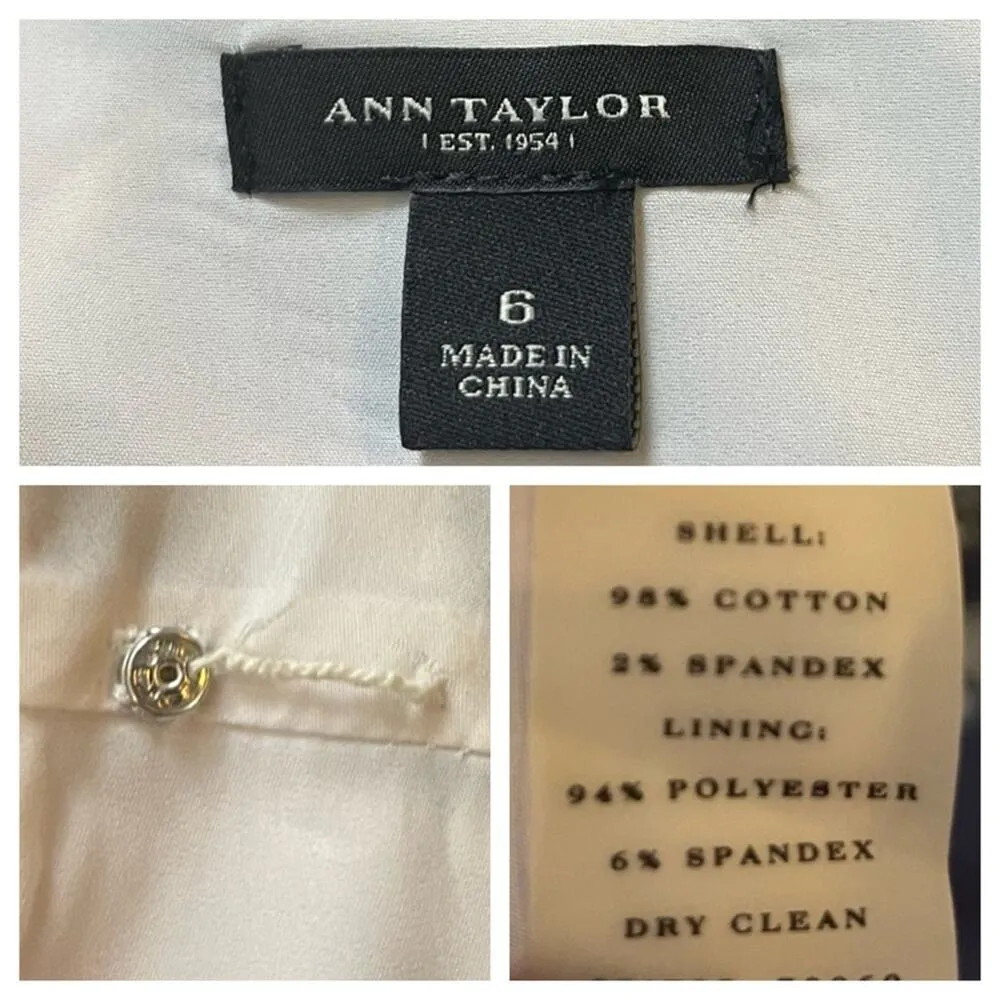 ANN TAYLOR
| EST. 1954 |
6
MADE IN
CHINA
SHELL:
98% COTTON
2% SPANDEX
LINING:
94% POLYESTER
6% SPANDEX
DRY CLEAN